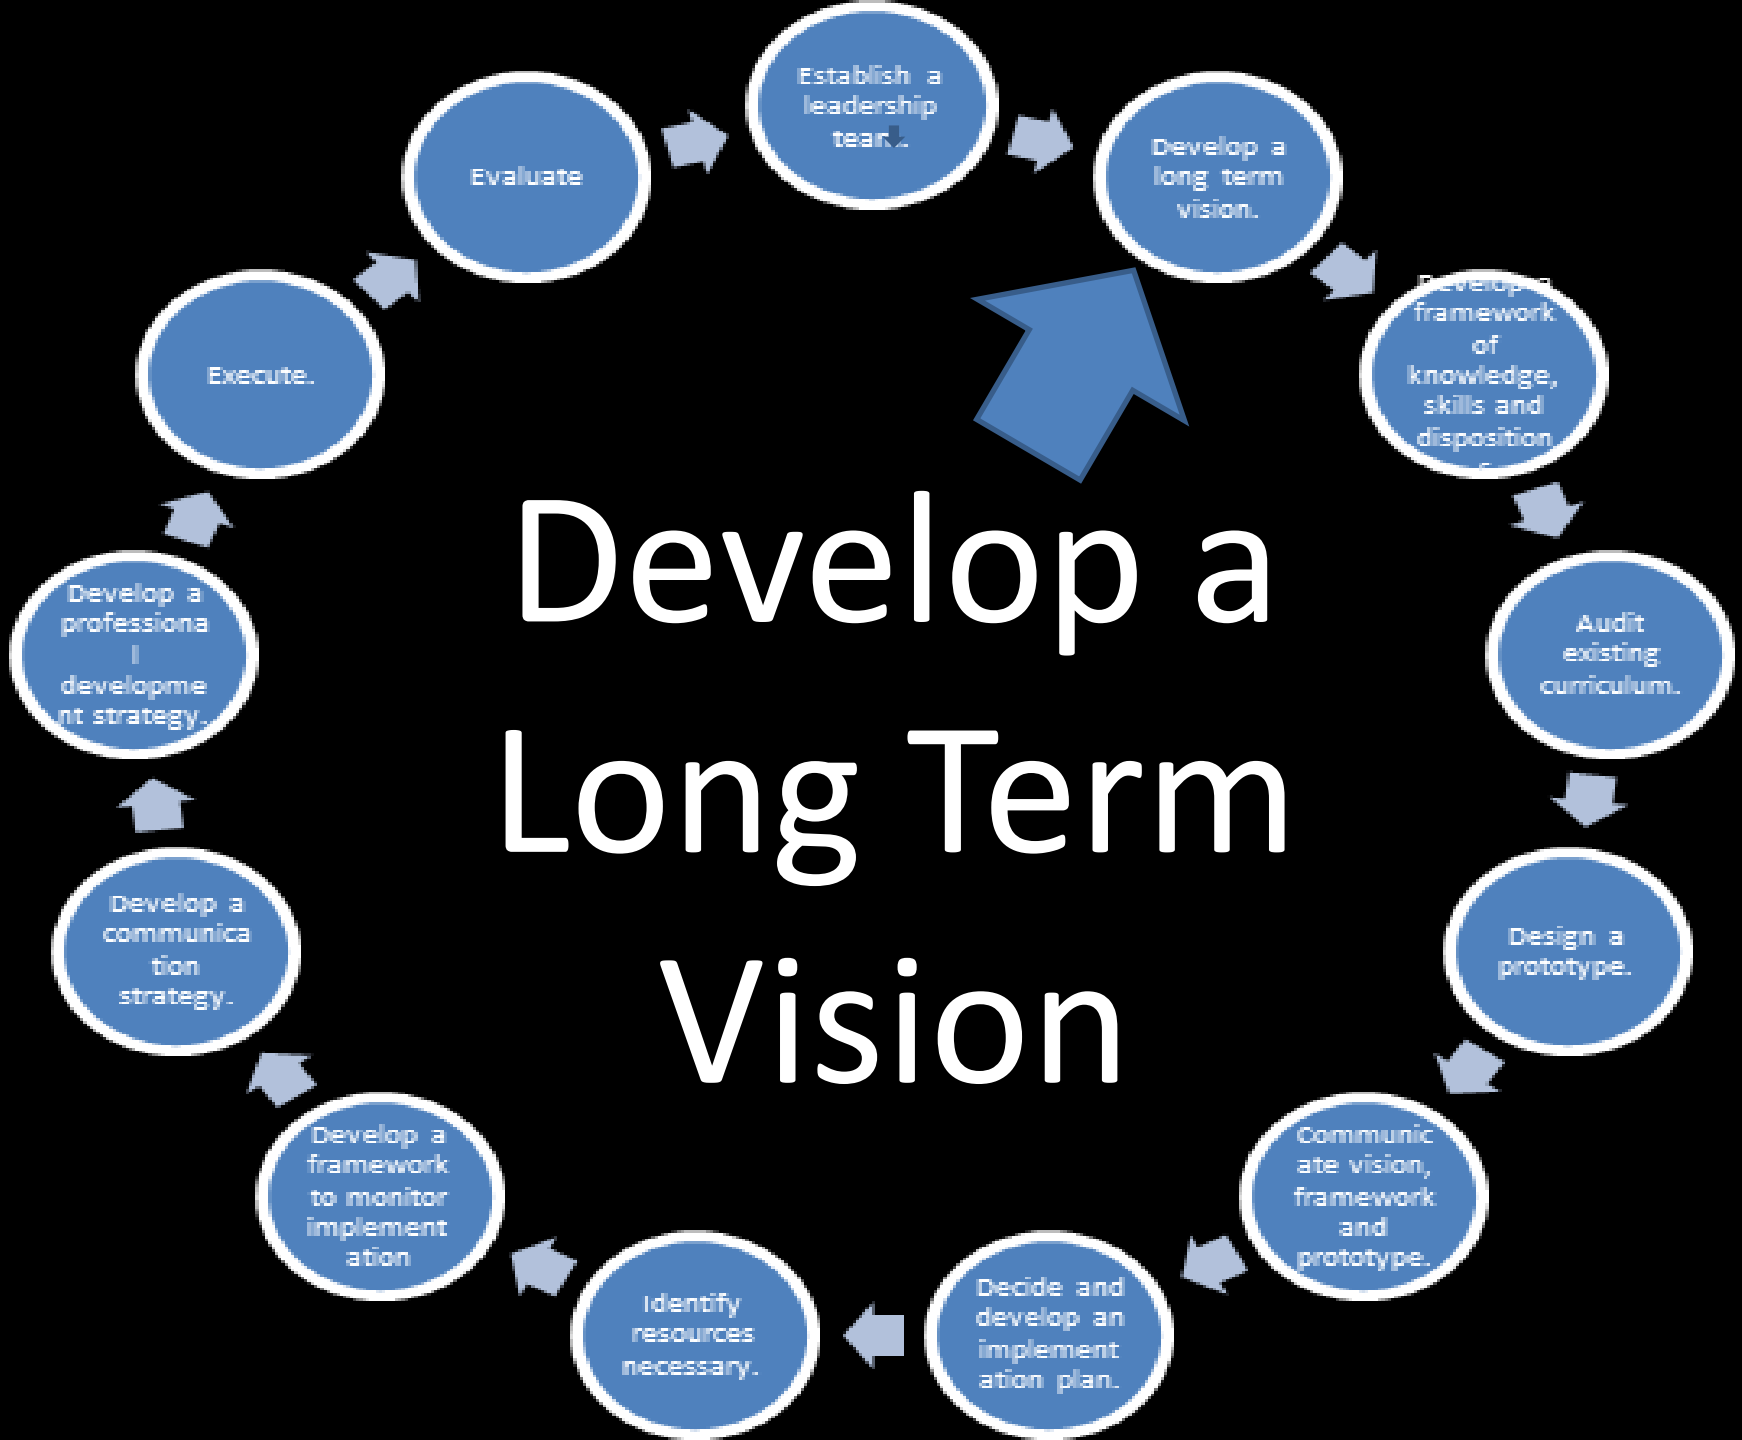 Establish a
leadership
team.
Develop a
long term
vision.
Develop a
framework
of
knowledge,
skills and
disposition
s
Audit
existing
curriculum.
Design a
prototype.
Communic
ate vision,
framework
and
prototype.
Decide and
develop an
implement
ation plan.
Identify
resources
necessary.
Develop a
framework
to monitor
implement
ation
Develop a
communica
tion
strategy.
Develop a
professiona
l
developme
nt strategy.
Execute.
Evaluate
Develop a
Long Term
Vision